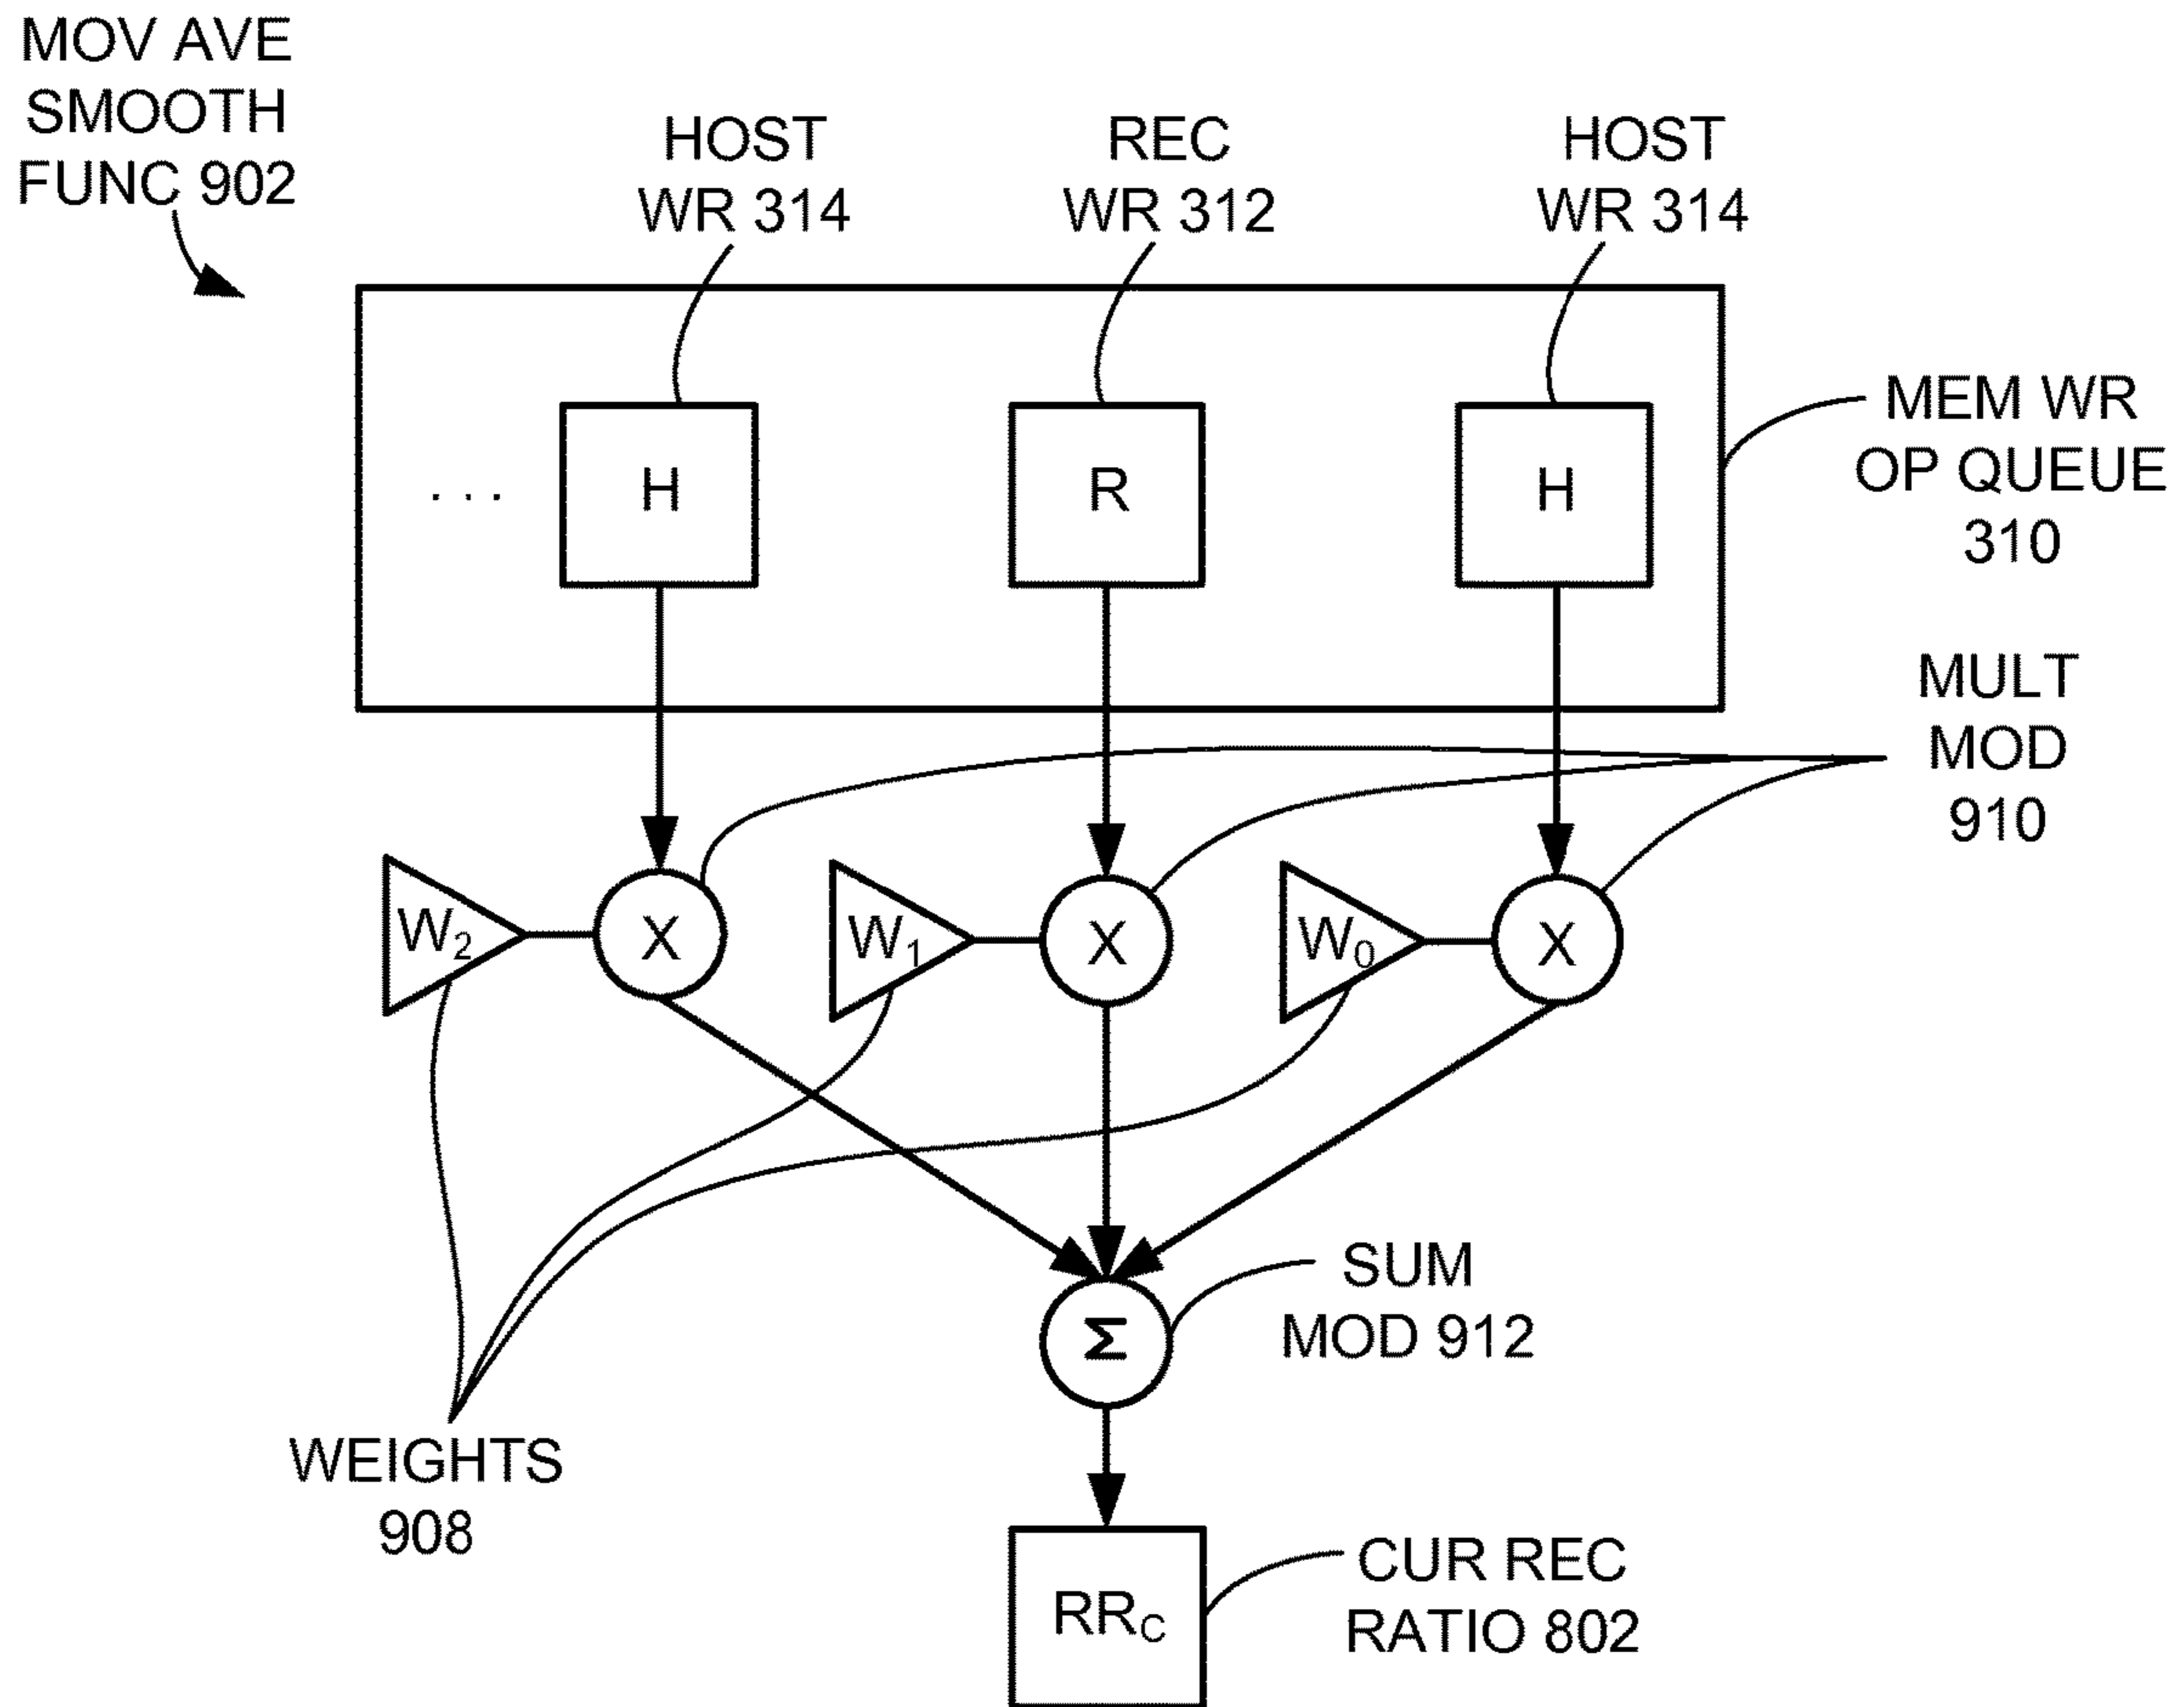 MOV AVE
SMOOTH
FUNC 902
HOST
WR 314
REC
WR 312
HOST
WR 314
MEM WR
OP QUEUE
310
. . .
H
R
H
MULT
MOD
910
W₂
X
W₁
X
W₀
X
SUM
MOD 912
Σ
WEIGHTS
908
CUR REC
RATIO 802
RR_C